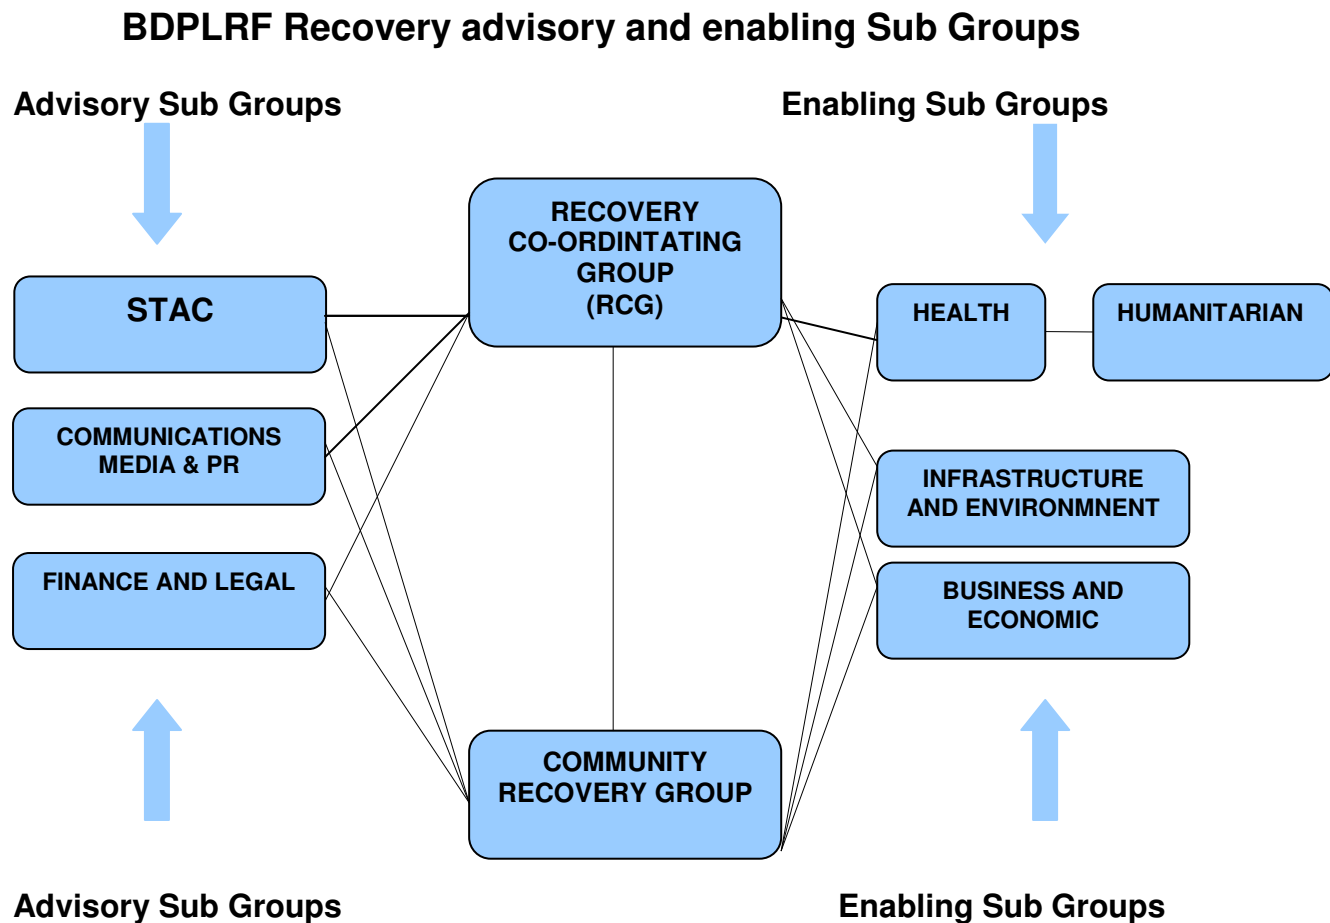 BDPLRF Recovery advisory and enabling Sub Groups
Advisory Sub Groups
Enabling Sub Groups
RECOVERY
CO-ORDINTATING
GROUP
(RCG)
STAC
HEALTH
HUMANITARIAN
COMMUNICATIONS
MEDIA & PR
INFRASTRUCTURE
AND ENVIRONMNENT
FINANCE AND LEGAL
BUSINESS AND
ECONOMIC
COMMUNITY
RECOVERY GROUP
Advisory Sub Groups
Enabling Sub Groups